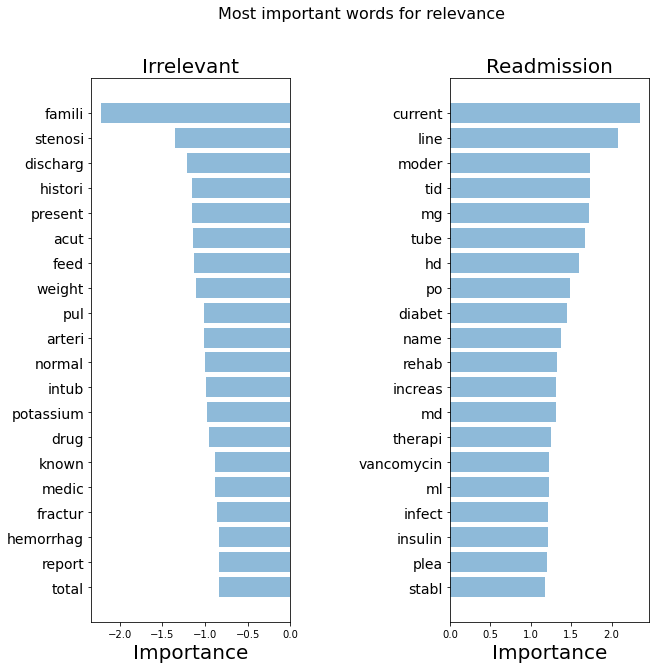 Most important words for relevance
Irrelevant
famili
stenosi
discharg
histori
present
acut
feed
weight
pul
arteri
normal
intub
potassium
drug
known
medic
fractur
hemorrhag
report
total
−2.0 −1.5 −1.0 −0.5 0.0
Importance
Readmission
current
line
moder
tid
mg
tube
hd
po
diabet
name
rehab
increas
md
therapi
vancomycin
ml
infect
insulin
plea
stabl
0.0 0.5 1.0 1.5 2.0
Importance